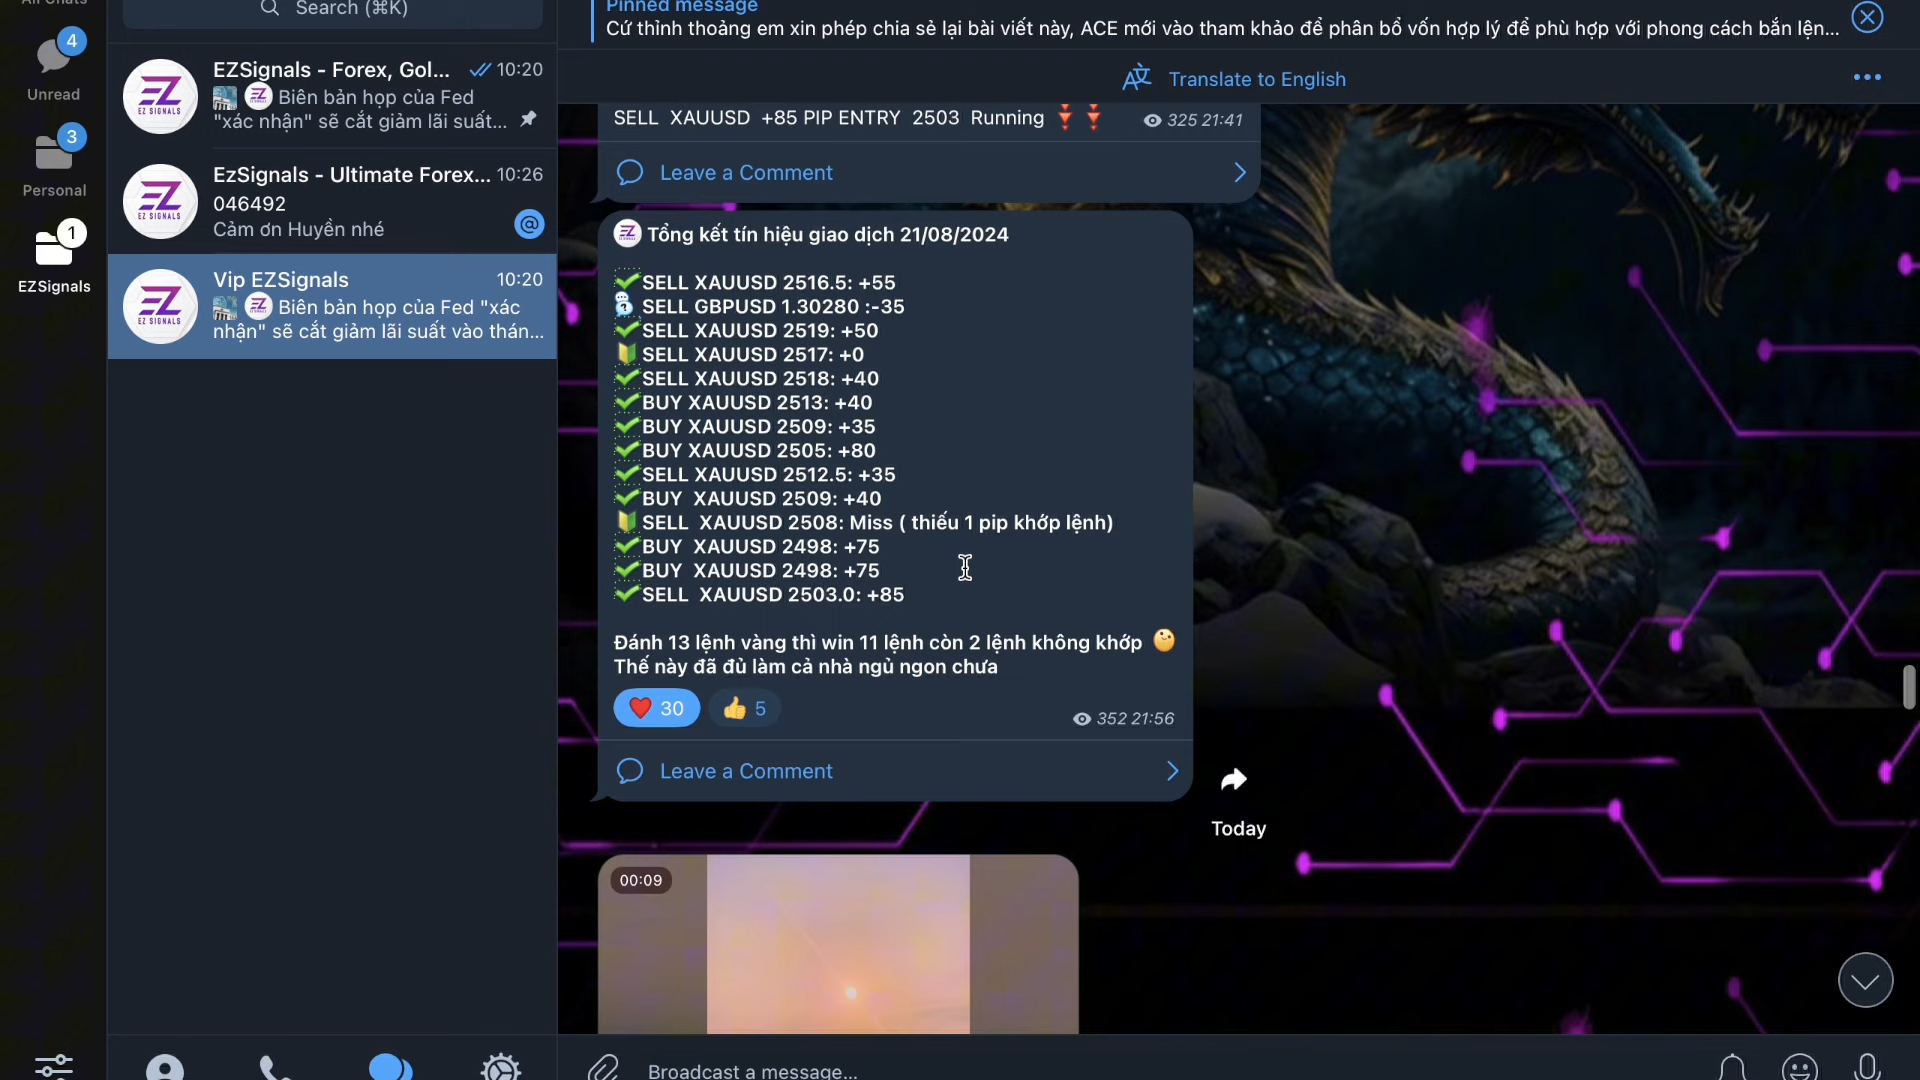 All Chats
4
Unread
3
Personal
1
EZSignals
Search (⌘K)
EZSignals - Forex, Gol... 10:20
Biên bản họp của Fed
"xác nhận" sẽ cắt giảm lãi suất...
EzSignals - Ultimate Forex... 10:26
046492
Cảm ơn Huyền nhé
@
Vip EZSignals 10:20
Biên bản họp của Fed "xác
nhận" sẽ cắt giảm lãi suất vào thán...
EZ SIGNALS
EZ SIGNALS
EZ SIGNALS
Pinned message
Cứ thỉnh thoảng em xin phép chia sẻ lại bài viết này, ACE mới vào tham khảo để phân bổ vốn hợp lý để phù hợp với phong cách bắn lện...
Translate to English
SELL XAUUSD +85 PIP ENTRY 2503 Running
325 21:41
Leave a Comment
Tổng kết tín hiệu giao dịch 21/08/2024
SELL XAUUSD 2516.5: +55
SELL GBPUSD 1.30280 :-35
SELL XAUUSD 2519: +50
SELL XAUUSD 2517: +0
SELL XAUUSD 2518: +40
BUY XAUUSD 2513: +40
BUY XAUUSD 2509: +35
BUY XAUUSD 2505: +80
SELL XAUUSD 2512.5: +35
BUY XAUUSD 2509: +40
SELL XAUUSD 2508: Miss ( thiếu 1 pip khớp lệnh)
BUY XAUUSD 2498: +75
BUY XAUUSD 2498: +75
SELL XAUUSD 2503.0: +85
Đánh 13 lệnh vàng thì win 11 lệnh còn 2 lệnh không khớp
Thế này đã đủ làm cả nhà ngủ ngon chưa
30
5
352 21:56
Leave a Comment
Today
00:09
Broadcast a message...